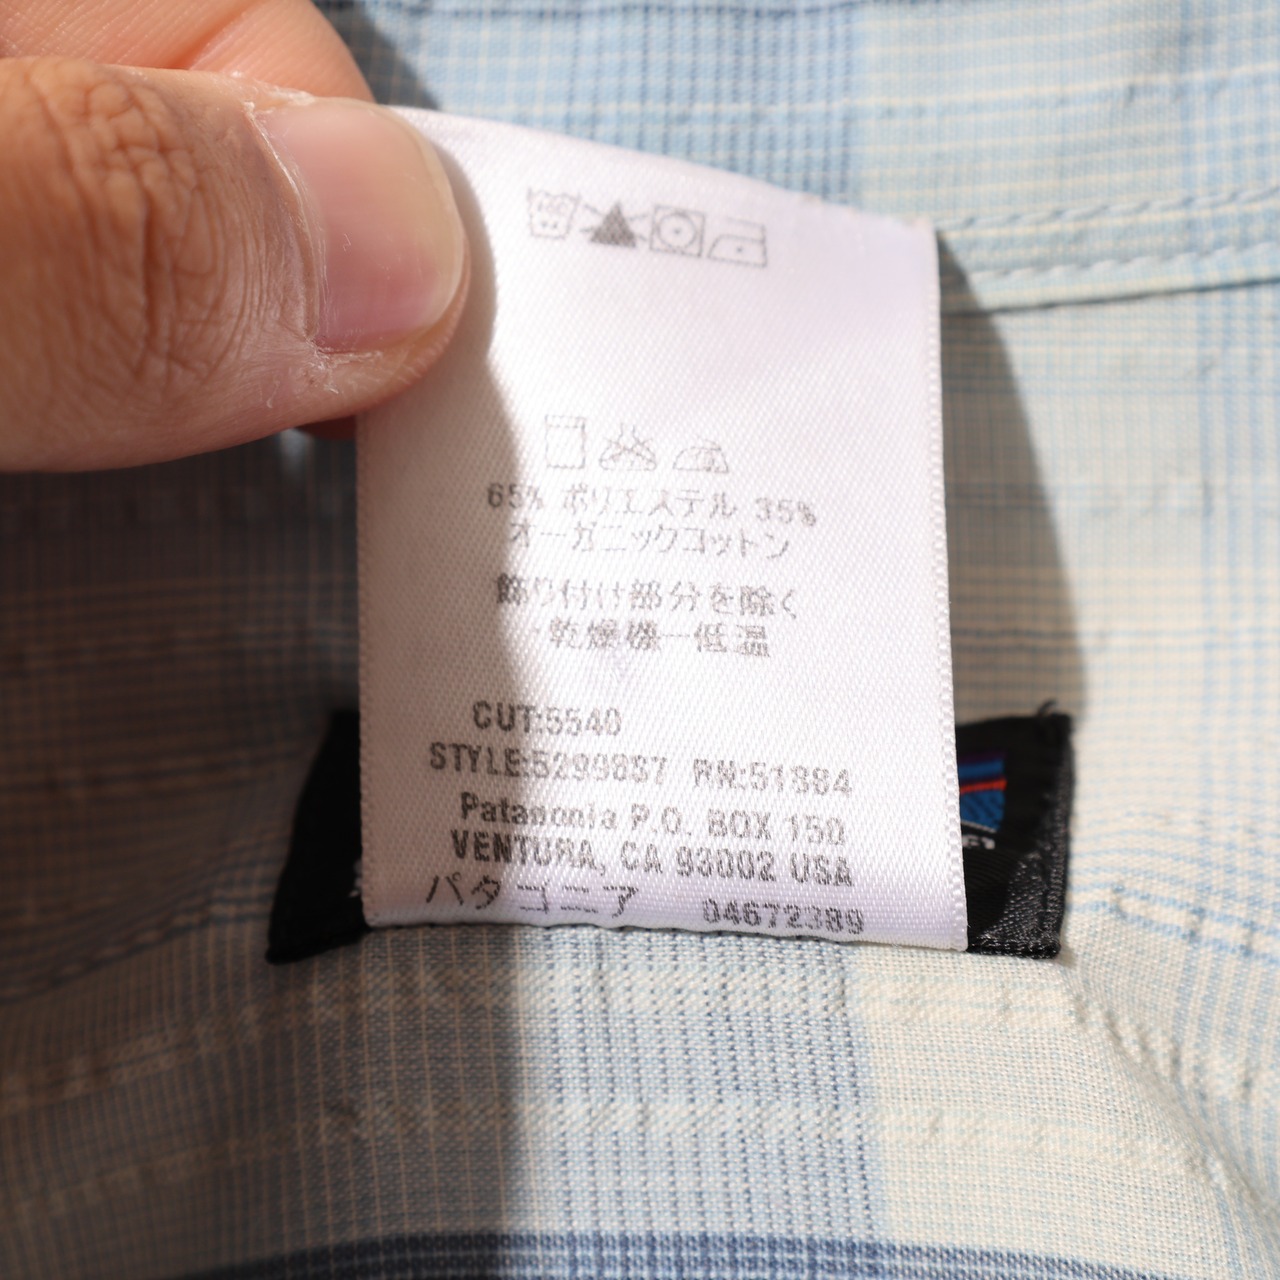 65% ポリエステル 35%
オーガニックコットン
飾り付け部分を除く
乾燥機—低温
CUT:5540
STYLE:5299837 RN:51884
Patagonia P.O. BOX 150
VENTURA, CA 93002 USA
パタゴニア 04672389